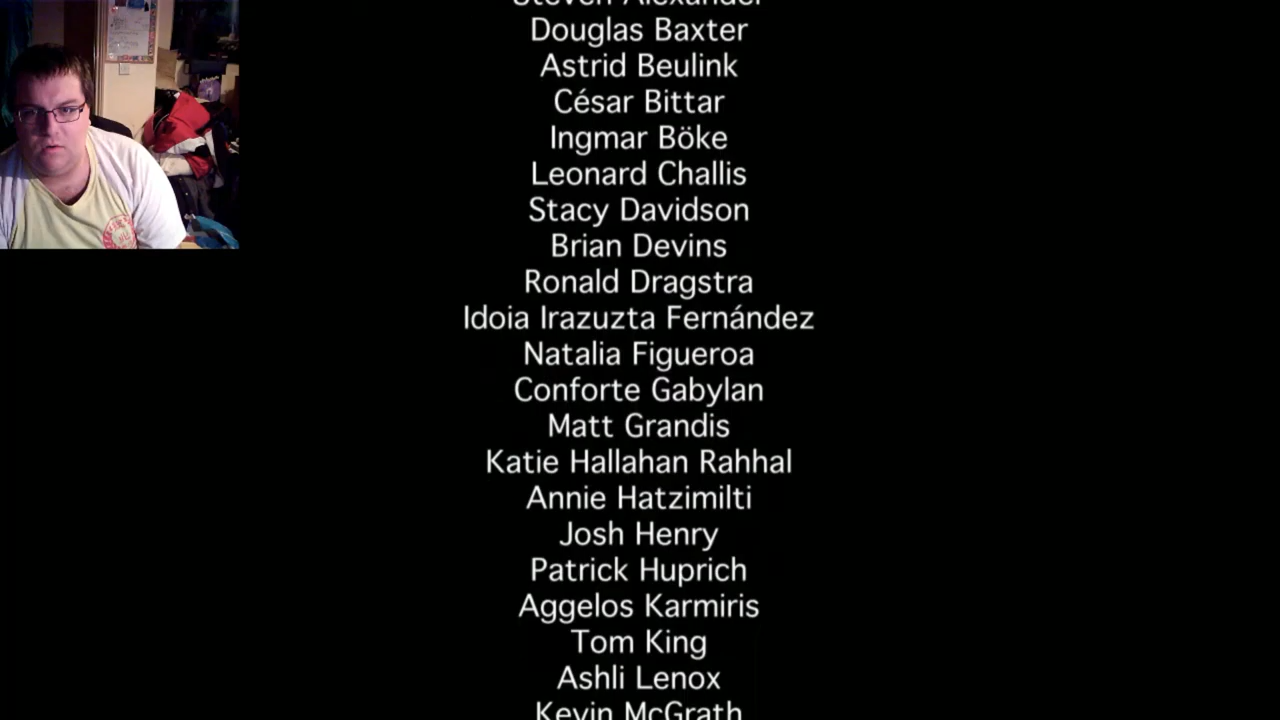 Steven Alexander
Douglas Baxter
Astrid Beulink
César Bittar
Ingmar Böke
Leonard Challis
Stacy Davidson
Brian Devins
Ronald Dragstra
Idoia Irazuzta Fernández
Natalia Figueroa
Conforte Gabylan
Matt Grandis
Katie Hallahan Rahhal
Annie Hatzimilti
Josh Henry
Patrick Huprich
Aggelos Karmiris
Tom King
Ashli Lenox
Kevin McGrath